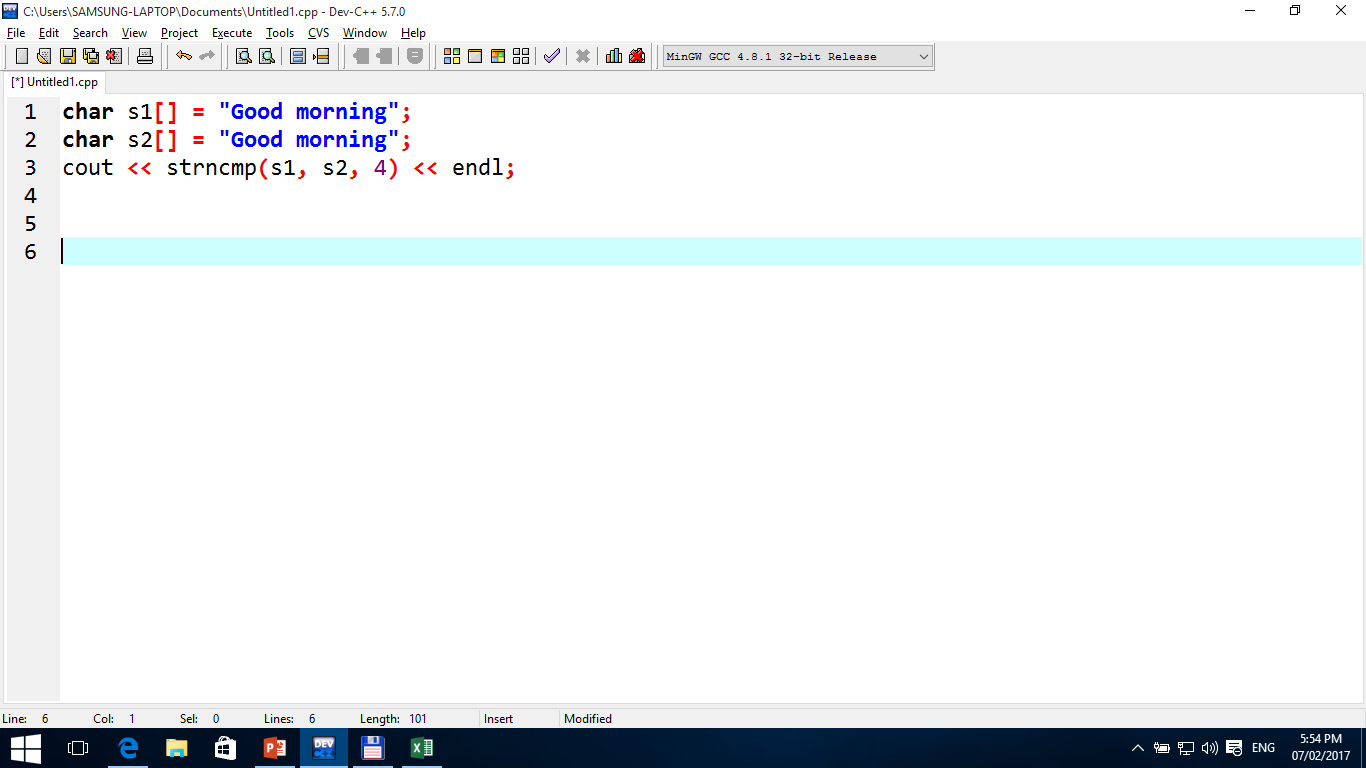 C:\Users\SAMSUNG-LAPTOP\Documents\Untitled1.cpp - Dev-C++ 5.7.0
File Edit Search View Project Execute Tools CVS Window Help
MinGW GCC 4.8.1 32-bit Release
[*] Untitled1.cpp
1 char s1[] = "Good morning";
2 char s2[] = "Good morning";
3 cout << strncmp(s1, s2, 4) << endl;
4
5
6
Line: 6 Col: 1 Sel: 0 Lines: 6 Length: 101 Insert Modified
ENG 5:54 PM
07/02/2017